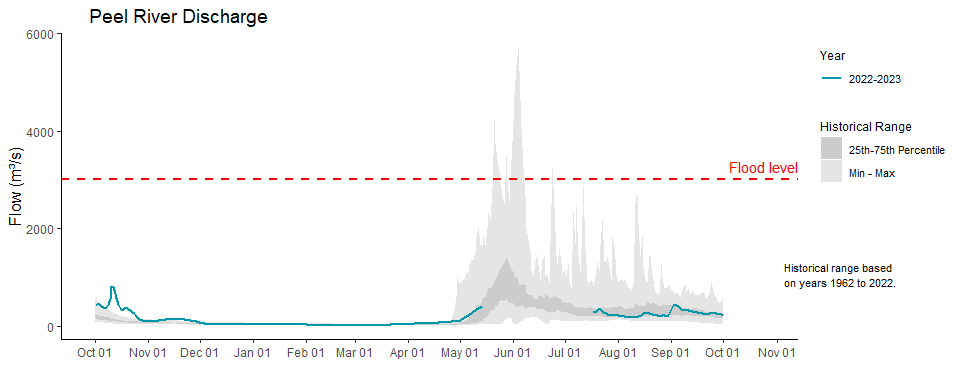 Peel River Discharge
6000
4000
2000
0
Flow (m³/s)
Flood level
Oct 01 Nov 01 Dec 01 Jan 01 Feb 01 Mar 01 Apr 01 May 01 Jun 01 Jul 01 Aug 01 Sep 01 Oct 01 Nov 01
Year
2022-2023
Historical Range
25th-75th Percentile
Min - Max
Historical range based
on years 1962 to 2022.